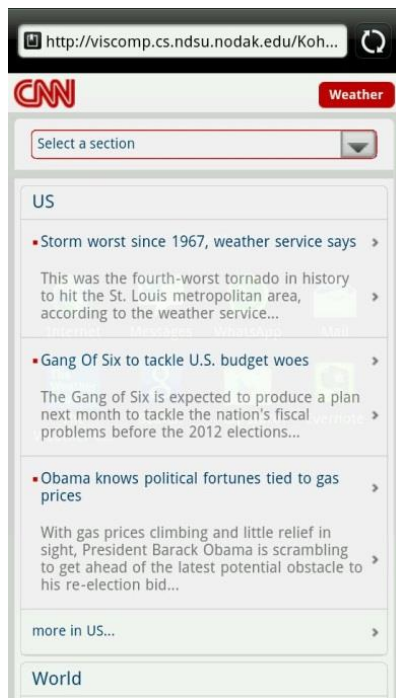 http://viscomp.cs.ndsu.nodak.edu/Koh...
CNN
Weather
Select a section
US
Storm worst since 1967, weather service says
This was the fourth-worst tornado in history
to hit the St. Louis metropolitan area,
according to the weather service...
Internet Messages WhatsApp Mail
Gang Of Six to tackle U.S. budget woes
The Gang of Six is expected to produce a plan
next month to tackle the nation's fiscal
problems before the 2012 elections...
Obama knows political fortunes tied to gas
prices
With gas prices climbing and little relief in
sight, President Barack Obama is scrambling
to get ahead of the latest potential obstacle to
his re-election bid...
more in US...
World